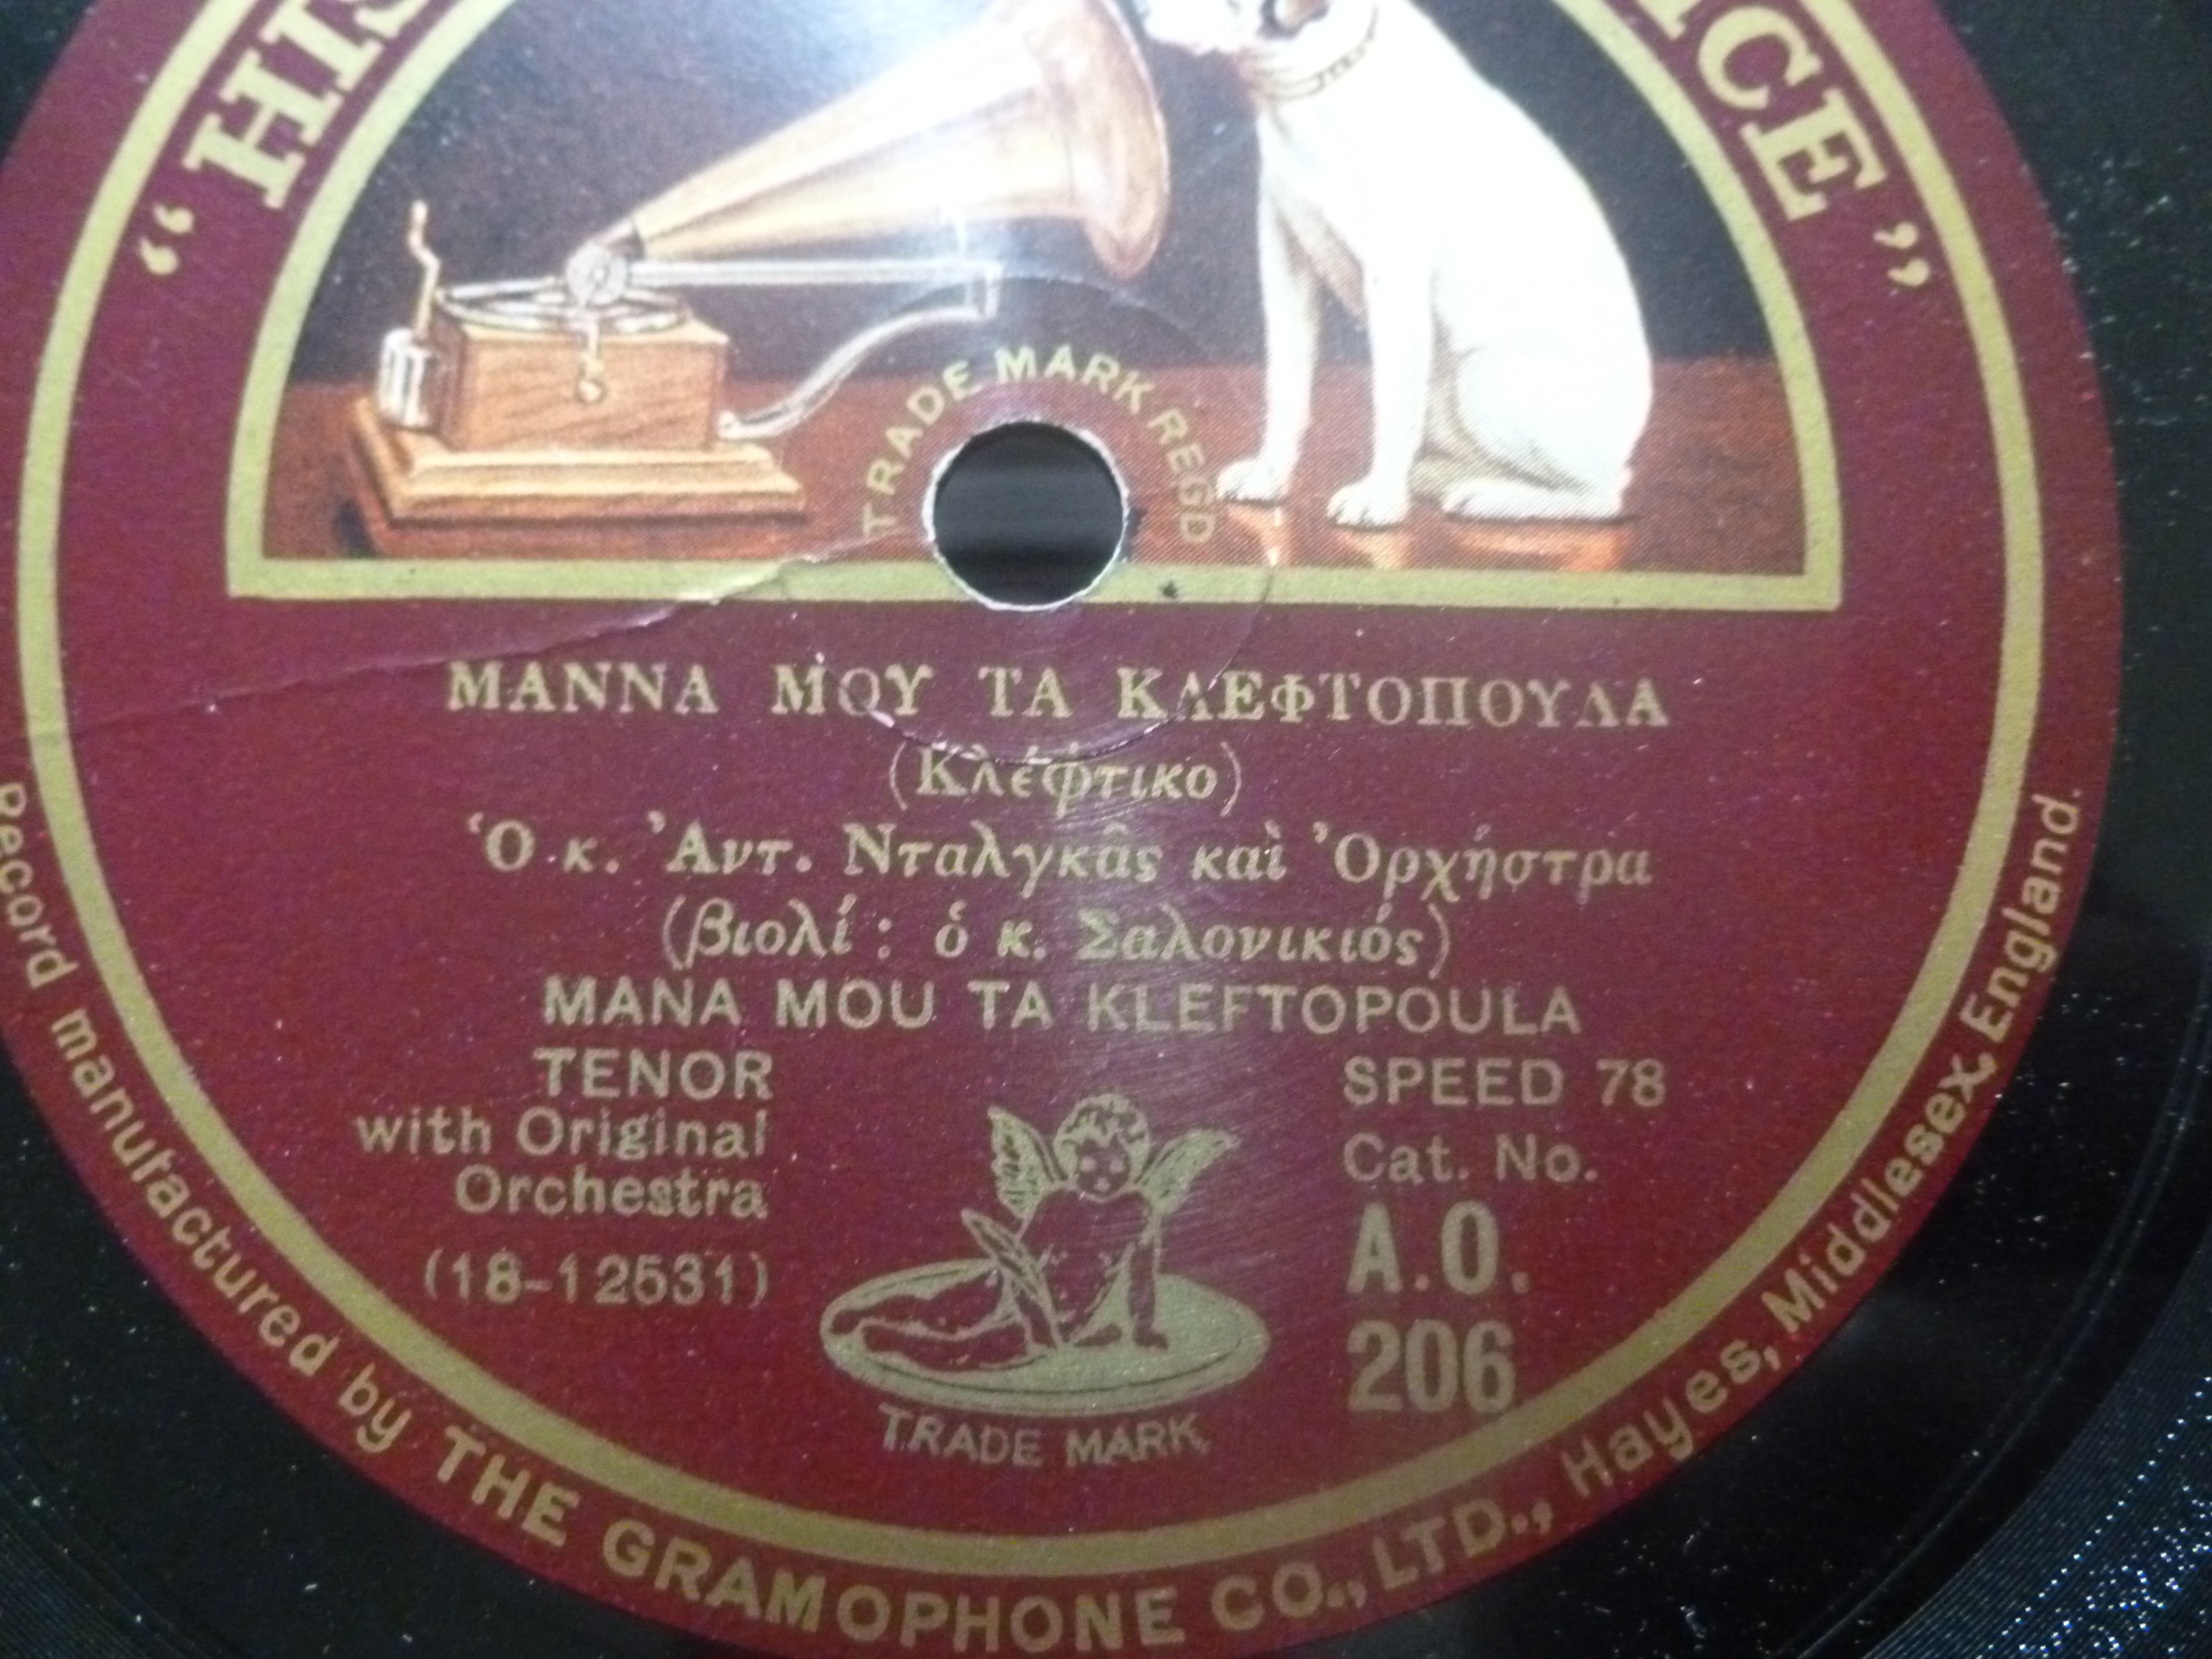 “HIS
ICE”
TRADE MARK REGD
ΜΑΝΝΑ ΜΟΥ ΤΑ ΚΛΕΦΤΟΠΟΥΛΑ
(Κλέφτικο)
Ὁ κ. Ἀντ. Νταλγκᾶς καὶ Ὀρχήστρα
(βιολί: ὁ κ. Σαλονικιός)
MANA MOU TA KLEFTOPOULA
TENOR
with Original
Orchestra
(18-12531)
SPEED 78
Cat. No.
A.O.
206
TRADE MARK
Record manufactured by THE GRAMOPHONE CO., LTD., Hayes, Middlesex, England.